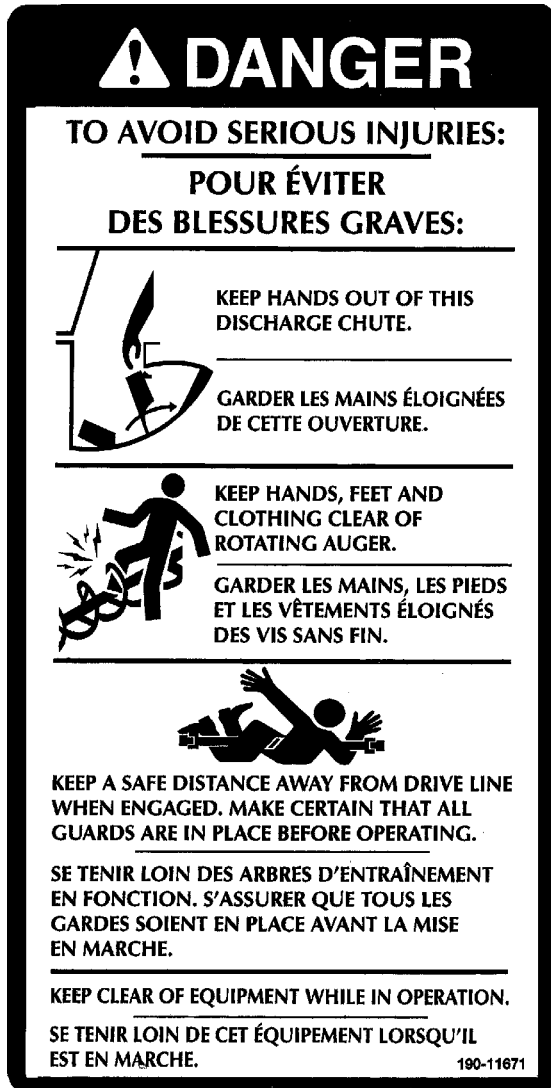 DANGER
TO AVOID SERIOUS INJURIES:
POUR ÉVITER
DES BLESSURES GRAVES:
KEEP HANDS OUT OF THIS
DISCHARGE CHUTE.
GARDER LES MAINS ÉLOIGNÉES
DE CETTE OUVERTURE.
KEEP HANDS, FEET AND
CLOTHING CLEAR OF
ROTATING AUGER.
GARDER LES MAINS, LES PIEDS
ET LES VÊTEMENTS ÉLOIGNÉS
DES VIS SANS FIN.
KEEP A SAFE DISTANCE AWAY FROM DRIVE LINE
WHEN ENGAGED. MAKE CERTAIN THAT ALL
GUARDS ARE IN PLACE BEFORE OPERATING.
SE TENIR LOIN DES ARBRES D'ENTRAÎNEMENT
EN FONCTION. S'ASSURER QUE TOUS LES
GARDES SOIENT EN PLACE AVANT LA MISE
EN MARCHE.
KEEP CLEAR OF EQUIPMENT WHILE IN OPERATION.
SE TENIR LOIN DE CET ÉQUIPEMENT LORSQU'IL
EST EN MARCHE.
190-11671